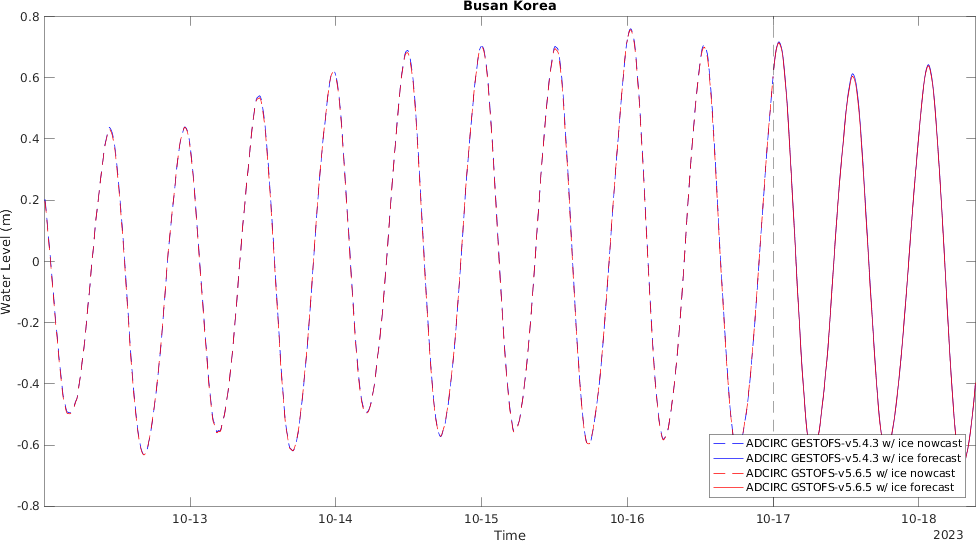 Busan Korea
0.8
0.6
0.4
0.2
0
-0.2
-0.4
-0.6
-0.8
Water Level (m)
10-13 10-14 10-15 10-16 10-17 10-18
Time
2023
ADCIRC GESTOFS-v5.4.3 w/ ice nowcast
ADCIRC GESTOFS-v5.4.3 w/ ice forecast
ADCIRC GSTOFS-v5.6.5 w/ ice nowcast
ADCIRC GSTOFS-v5.6.5 w/ ice forecast